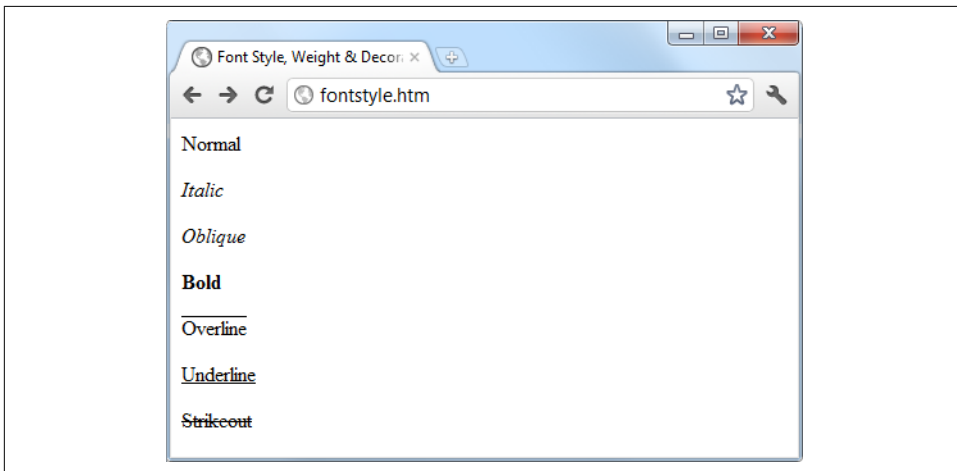 Font Style, Weight & Decor
fontstyle.htm
Normal
Italic
Oblique
Bold
Overline
Underline
Strikeout